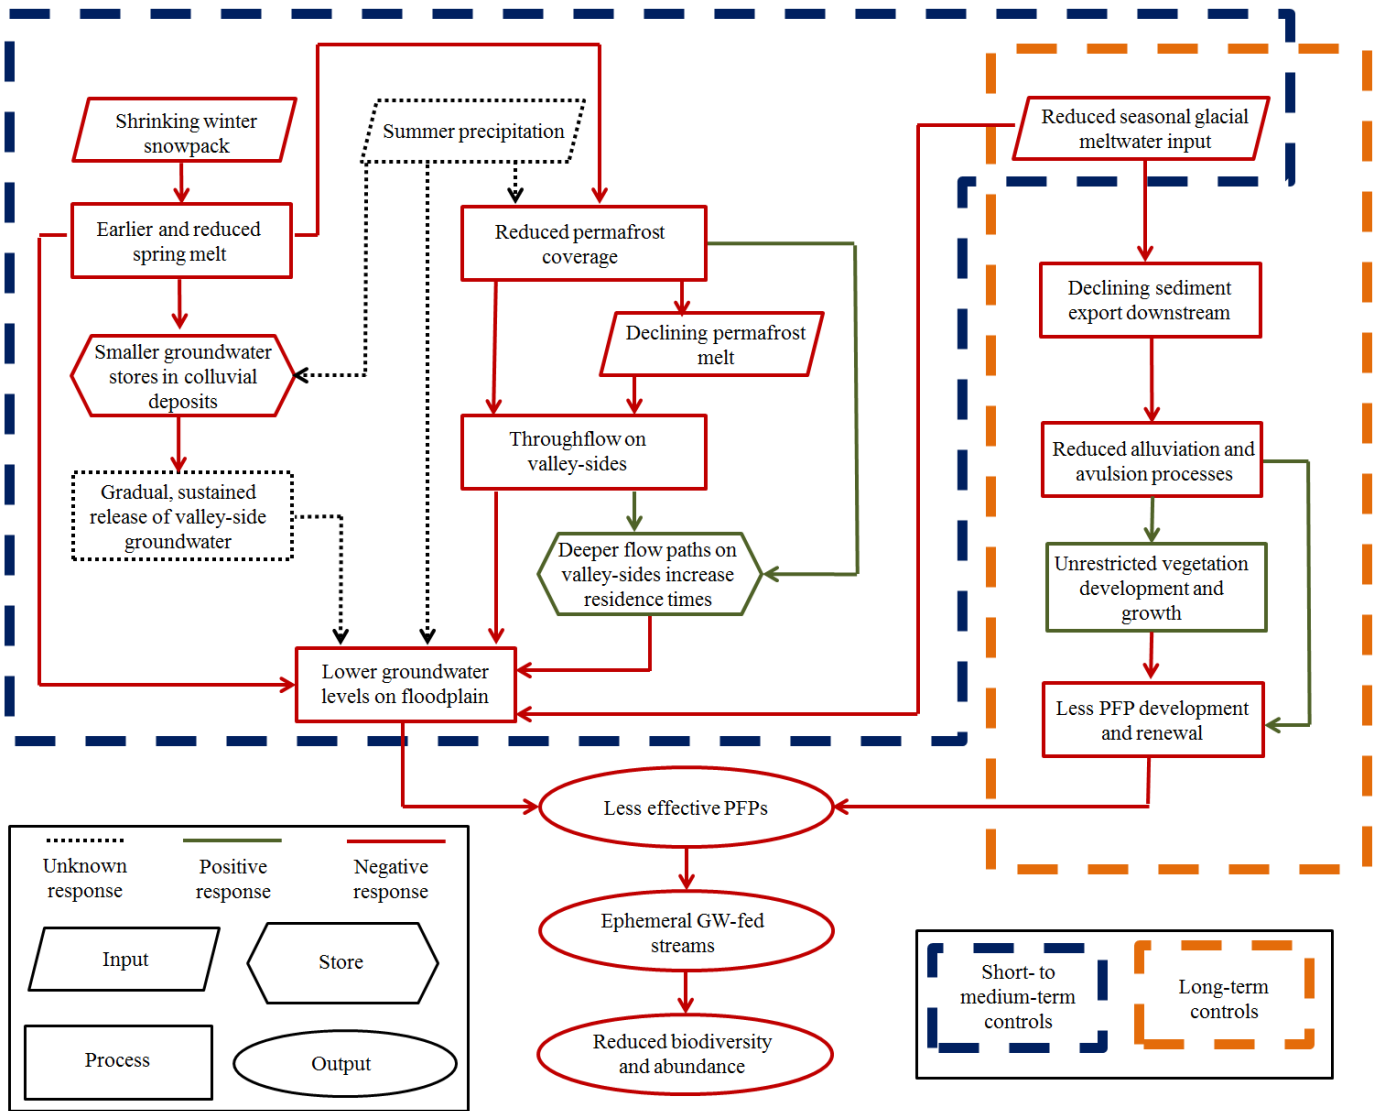 Shrinking winter
snowpack
Summer precipitation
Reduced seasonal glacial
meltwater input
Earlier and reduced
spring melt
Reduced permafrost
coverage
Declining sediment
export downstream
Smaller groundwater
stores in colluvial
deposits
Declining permafrost
melt
Throughflow on
valley-sides
Reduced alluviation and
avulsion processes
Gradual, sustained
release of valley-side
groundwater
Deeper flow paths on
valley-sides increase
residence times
Unrestricted vegetation
development and
growth
Lower groundwater
levels on floodplain
Less PFP development
and renewal
Less effective PFPs
Ephemeral GW-fed
streams
Reduced biodiversity
and abundance
Unknown
response
Positive
response
Negative
response
Input
Store
Process
Output
Short- to
medium-term
controls
Long-term
controls